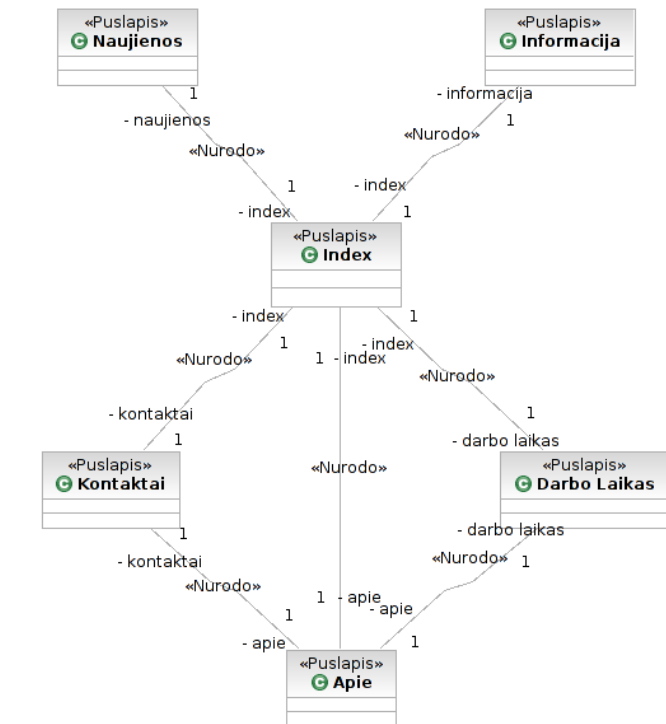 «Puslapis»
C Naujienos
«Puslapis»
C Informacija
1
- informacija
- naujienos
1
«Nurodo»
«Nurodo»
1
- index
- index
1
«Puslapis»
C Index
- index
1
1
- index
1
- index
«Nurodo»
«Nurodo»
- kontaktai
1
1
- darbo laikas
«Puslapis»
C Kontaktai
«Nurodo»
«Puslapis»
C Darbo Laikas
1
- kontaktai
- darbo laikas
1
«Nurodo»
«Nurodo»
1
1
- apie
- apie
- apie
1
«Puslapis»
C Apie